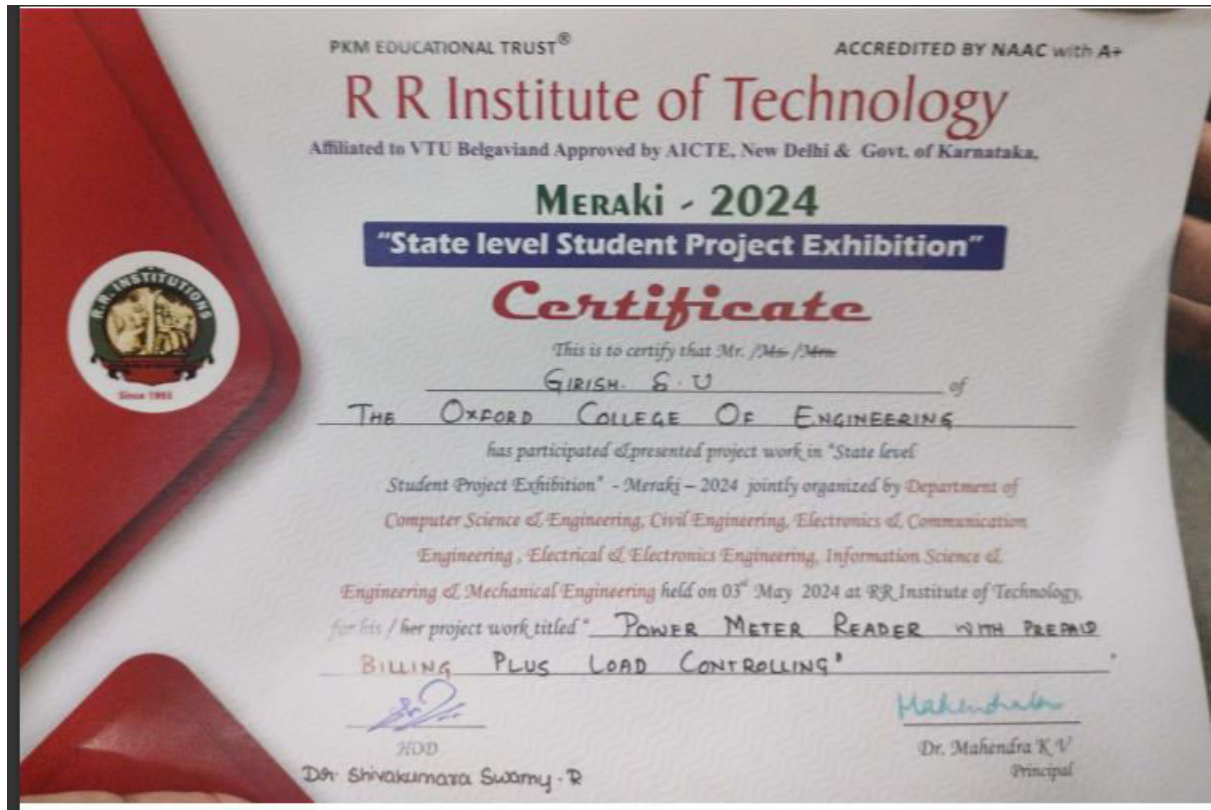 PKM EDUCATIONAL TRUST® ACCREDITED BY NAAC with A+
R R Institute of Technology
Affiliated to VTU Belgaviand Approved by AICTE, New Delhi & Govt. of Karnataka,
MERAki - 2024
"State level Student Project Exhibition"
Certificate
R.R. INSTITUTIONS
Since 1993
This is to certify that Mr. /Ms. /Mrs.
GIRISH. S. U of
THE OXFORD COLLEGE OF ENGINEERING
has participated & presented project work in "State level
Student Project Exhibition" - Meraki – 2024 jointly organized by Department of
Computer Science & Engineering, Civil Engineering, Electronics & Communication
Engineering , Electrical & Electronics Engineering, Information Science &
Engineering & Mechanical Engineering held on 03rd May 2024 at RR Institute of Technology,
for his / her project work titled " POWER METER READER WITH PREPAID
BILLING PLUS LOAD CONTROLLING"
HOD
Dr. Shivakumara Swamy. R
Dr. Mahendra K V
Principal